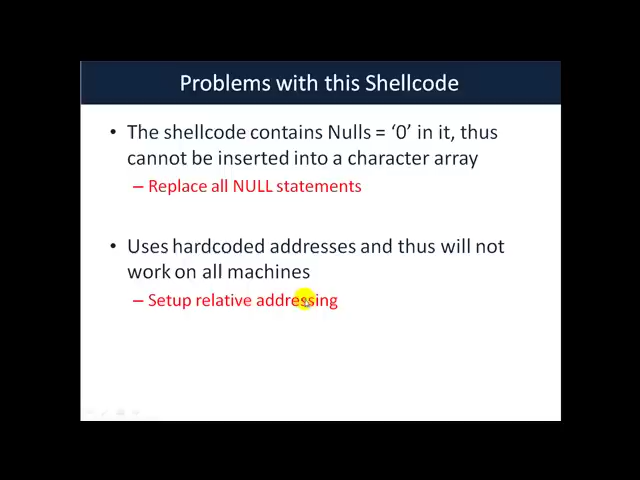 Problems with this Shellcode
• The shellcode contains Nulls = ‘0’ in it, thus
cannot be inserted into a character array
– Replace all NULL statements
• Uses hardcoded addresses and thus will not
work on all machines
– Setup relative addressing